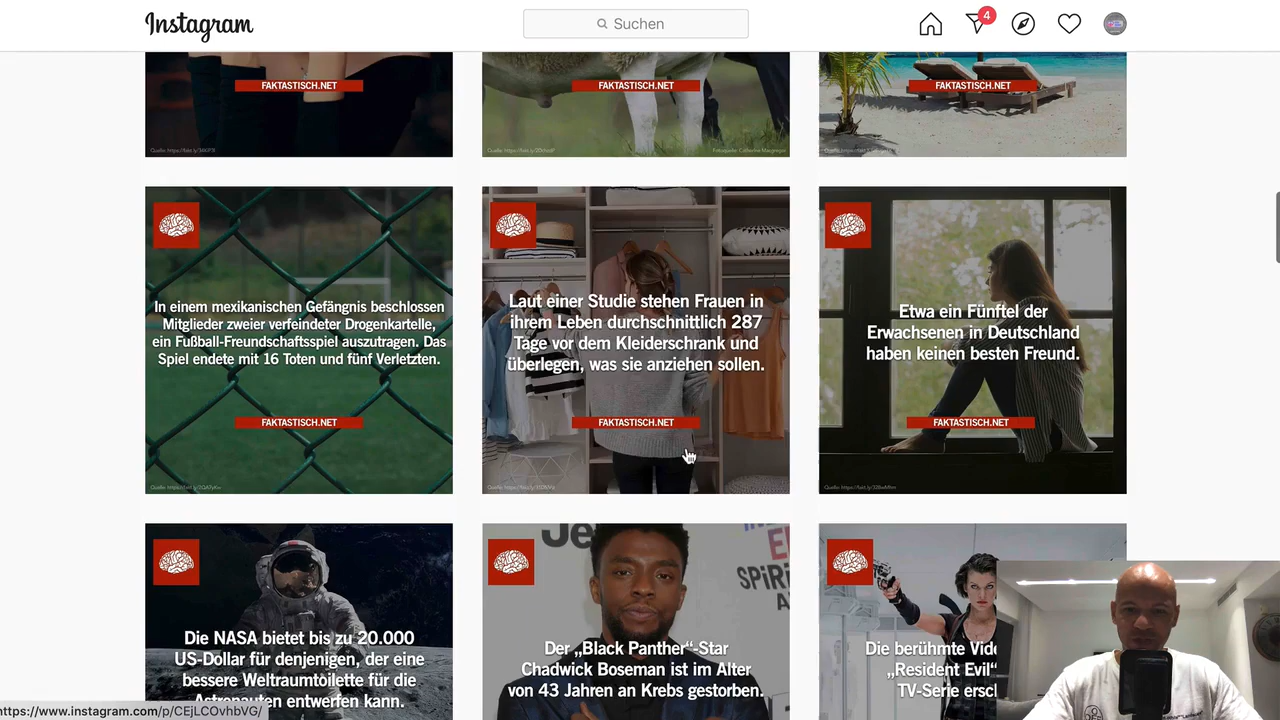 Instagram
Suchen
4
FAKTASTISCH.NET
FAKTASTISCH.NET
FAKTASTISCH.NET
In einem mexikanischen Gefängnis beschlossen
Mitglieder zweier verfeindeter Drogenkartelle,
ein Fußball-Freundschaftsspiel auszutragen. Das
Spiel endete mit 16 Toten und fünf Verletzten.
FAKTASTISCH.NET
Laut einer Studie stehen Frauen in
ihrem Leben durchschnittlich 287
Tage vor dem Kleiderschrank und
überlegen, was sie anziehen sollen.
FAKTASTISCH.NET
Etwa ein Fünftel der
Erwachsenen in Deutschland
haben keinen besten Freund.
FAKTASTISCH.NET
Die NASA bietet bis zu 20.000
US-Dollar für denjenigen, der eine
bessere Weltraumtoilette für die
Astronauten entwerfen kann.
Der „Black Panther“-Star
Chadwick Boseman ist im Alter
von 43 Jahren an Krebs gestorben.
Die berühmte Vide
„Resident Evil“
TV-Serie ersc
https://www.instagram.com/p/CEjLCOvhbVG/